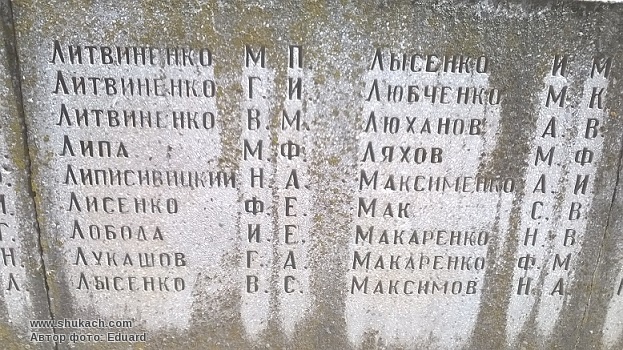 Литвиненко М. П.
Литвиненко Г. И.
Литвиненко В. М.
Липа М. Ф.
Липисивицкий Н. А.
Лисенко Ф. Е.
Лобода И. Е.
Лукашов Г. А.
Лысенко В. С.
Лысенко И. М
Любченко М. К
Люханов А. В
Ляхов М. Ф
Максименко А. И
Мак С. В
Макаренко Н. В
Макаренко Ф. М
Максимов Н. А
www.shukach.com
Автор фото: Eduard